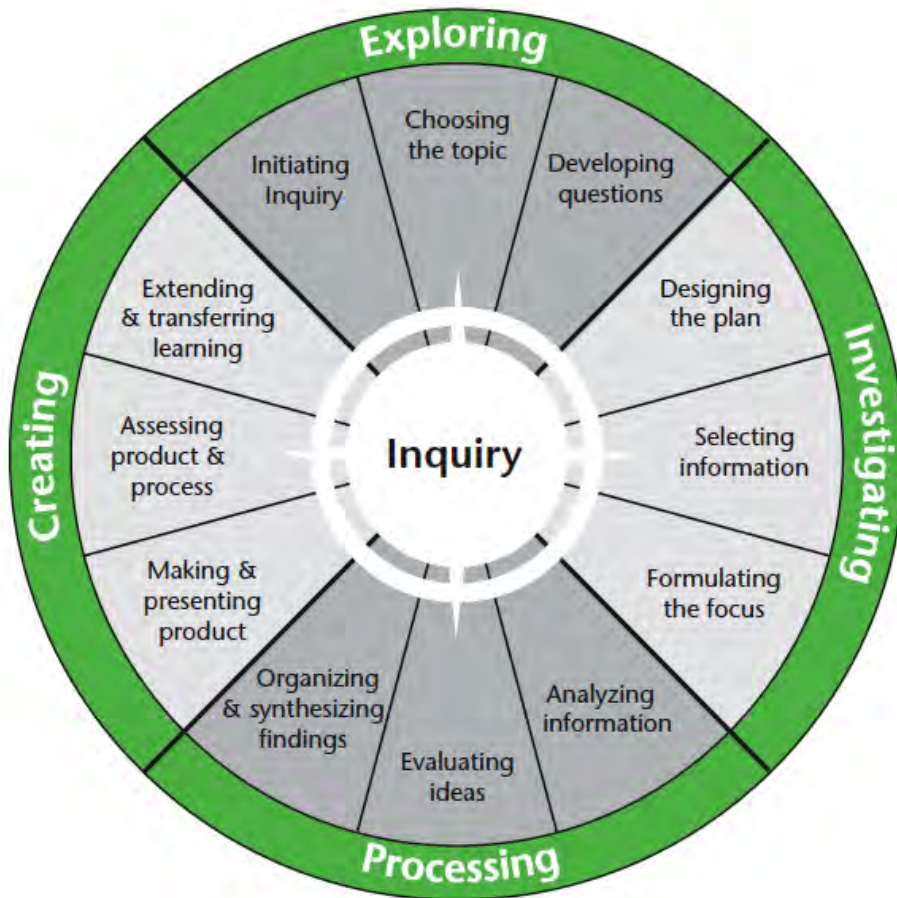 Exploring
Initiating
Inquiry
Choosing
the topic
Developing
questions
Investigating
Designing
the plan
Selecting
information
Formulating
the focus
Processing
Analyzing
information
Evaluating
ideas
Organizing
& synthesizing
findings
Creating
Making &
presenting
product
Assessing
product &
process
Extending
& transferring
learning
Inquiry